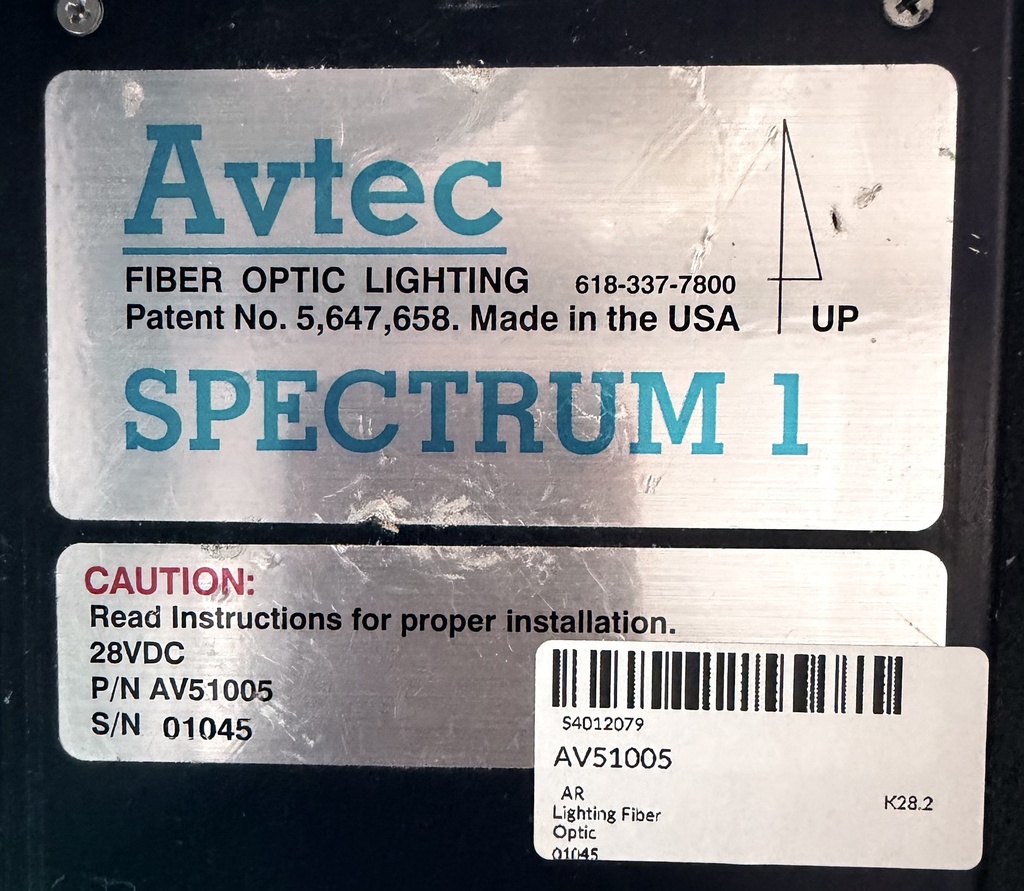 Avtec
FIBER OPTIC LIGHTING 618-337-7800
Patent No. 5,647,658. Made in the USA UP
SPECTRUM 1
CAUTION:
Read Instructions for proper installation.
28VDC
P/N AV51005
S/N 01045
S4012079
AV51005
AR
K28.2
Lighting Fiber
Optic
01045